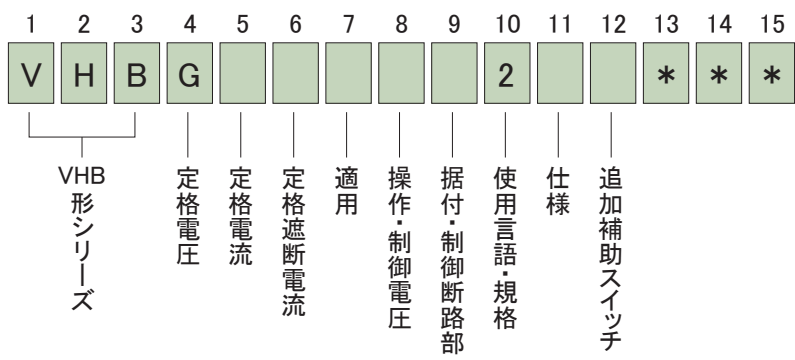 1 2 3 4 5 6 7 8 9 10 11 12 13 14 15
V H B G 2 * * *
VHB形シリーズ
定格電圧
定格電流
定格遮断電流
適用
操作・制御電圧
据付・制御断路部
使用言語・規格
仕様
追加補助スイッチ